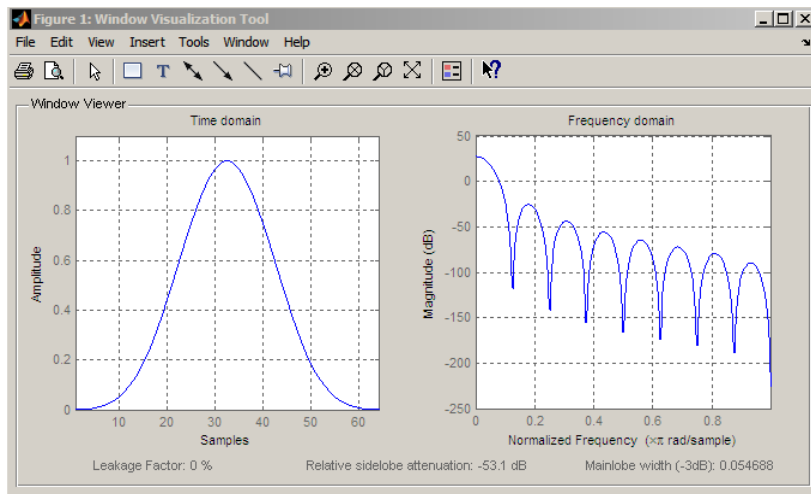 Figure 1: Window Visualization Tool
File Edit View Insert Tools Window Help
T
?
Window Viewer
Time domain
1
0.8
0.6
0.4
0.2
0
Amplitude
10 20 30 40 50 60
Samples
Frequency domain
50
0
-50
-100
-150
-200
-250
Magnitude (dB)
0 0.2 0.4 0.6 0.8
Normalized Frequency (×π rad/sample)
Leakage Factor: 0 % Relative sidelobe attenuation: -53.1 dB Mainlobe width (-3dB): 0.054688